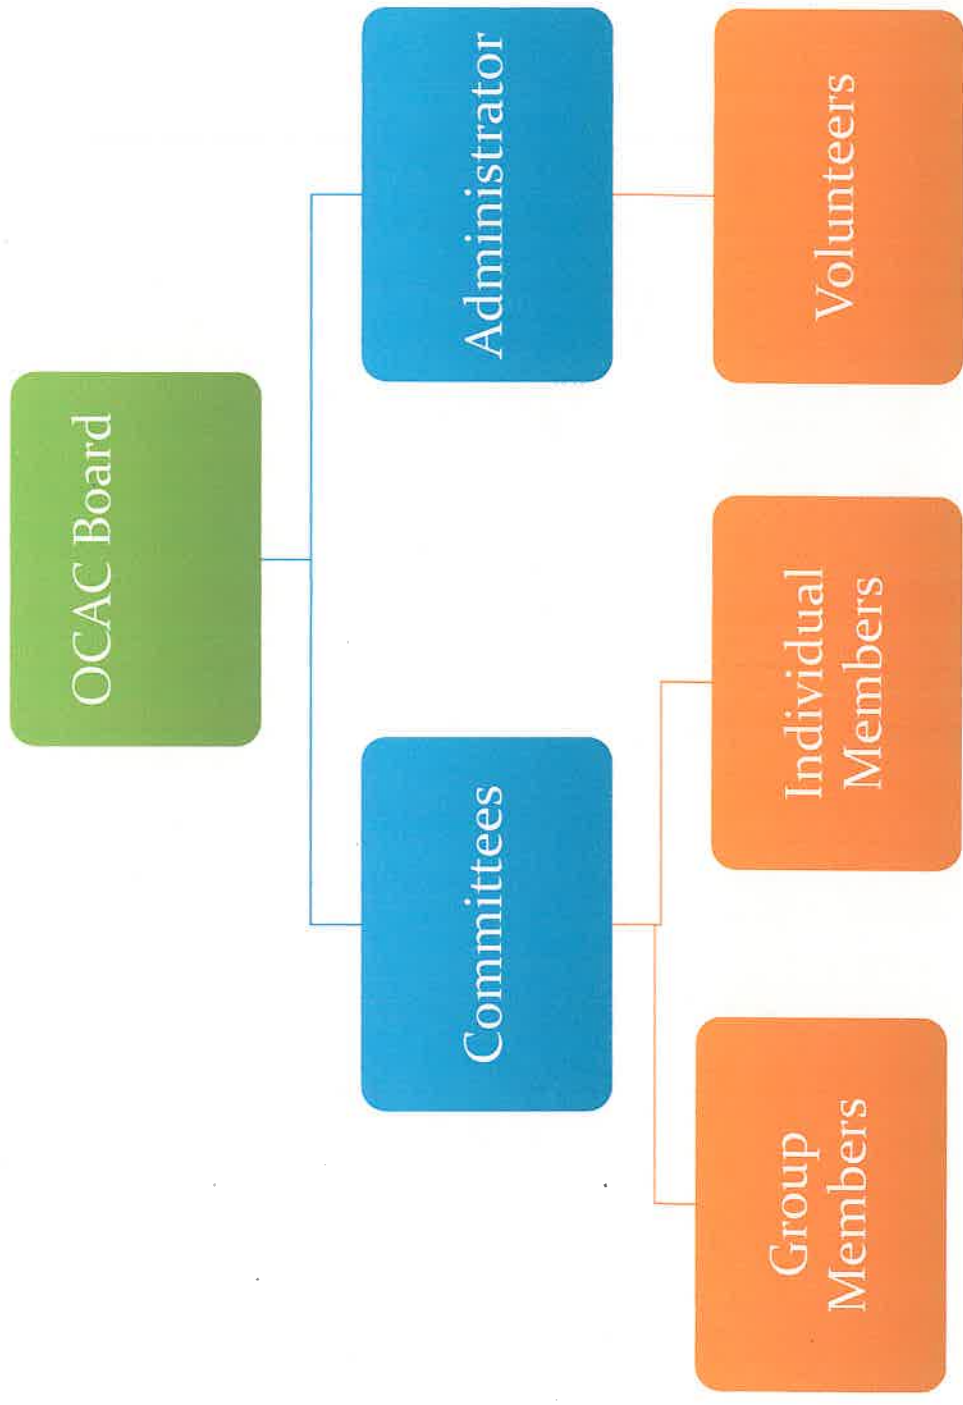 OCAC Board
Committees
Administrator
Group
Members
Individual
Members
Volunteers